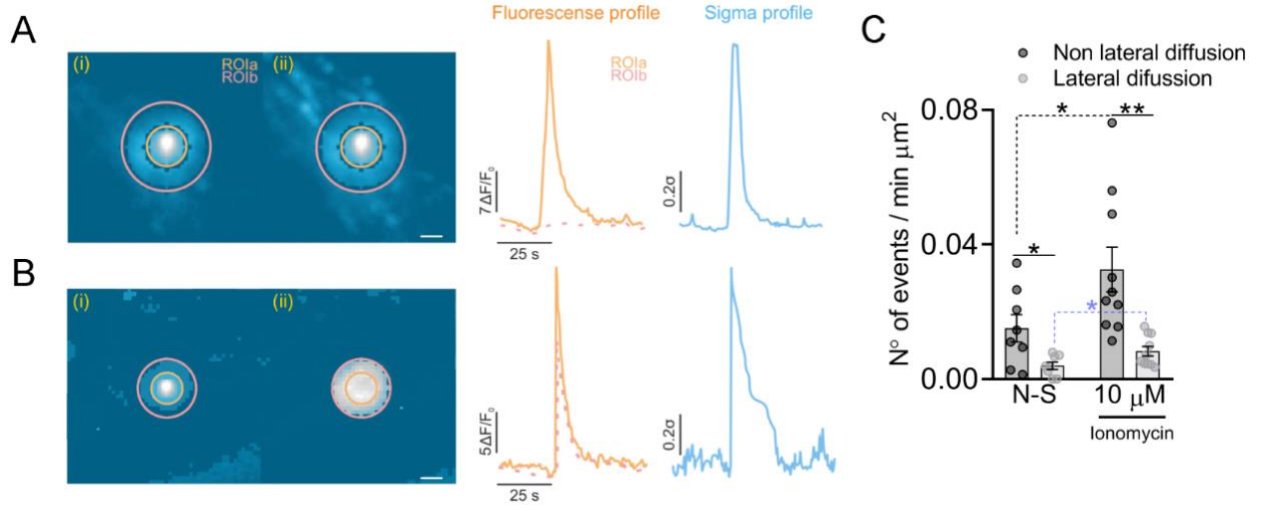 A
(i)
ROIa
ROIb
(ii)
Fluorescense profile
ROIa
ROIb
7ΔF/F₀
25 s
Sigma profile
0.2σ
B
(i)
(ii)
5ΔF/F₀
25 s
0.2σ
C
Non lateral diffusion
Lateral difussion
N° of events / min μm²
0.08
0.04
0.00
* **
*
*
N-S
10 μM
Ionomycin